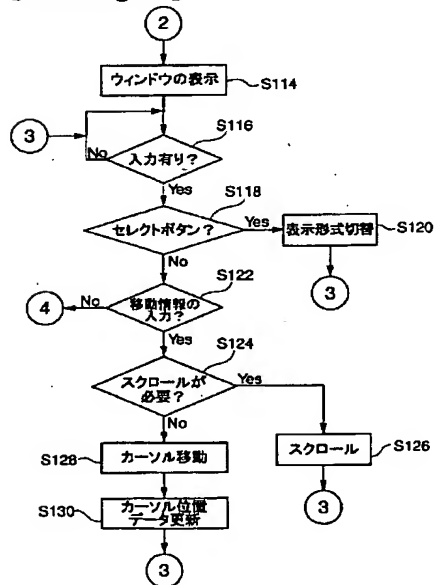 2
ウィンドウの表示
S114
3
S116
入力有り?
No
Yes
S118
セレクトボタン?
Yes
表示形式切替
S120
No
3
S122
4
No
移動情報の
入力?
Yes
S124
スクロールが
必要?
Yes
No
S128
カーソル移動
スクロール
S126
S130
カーソル位置
データ更新
3
3